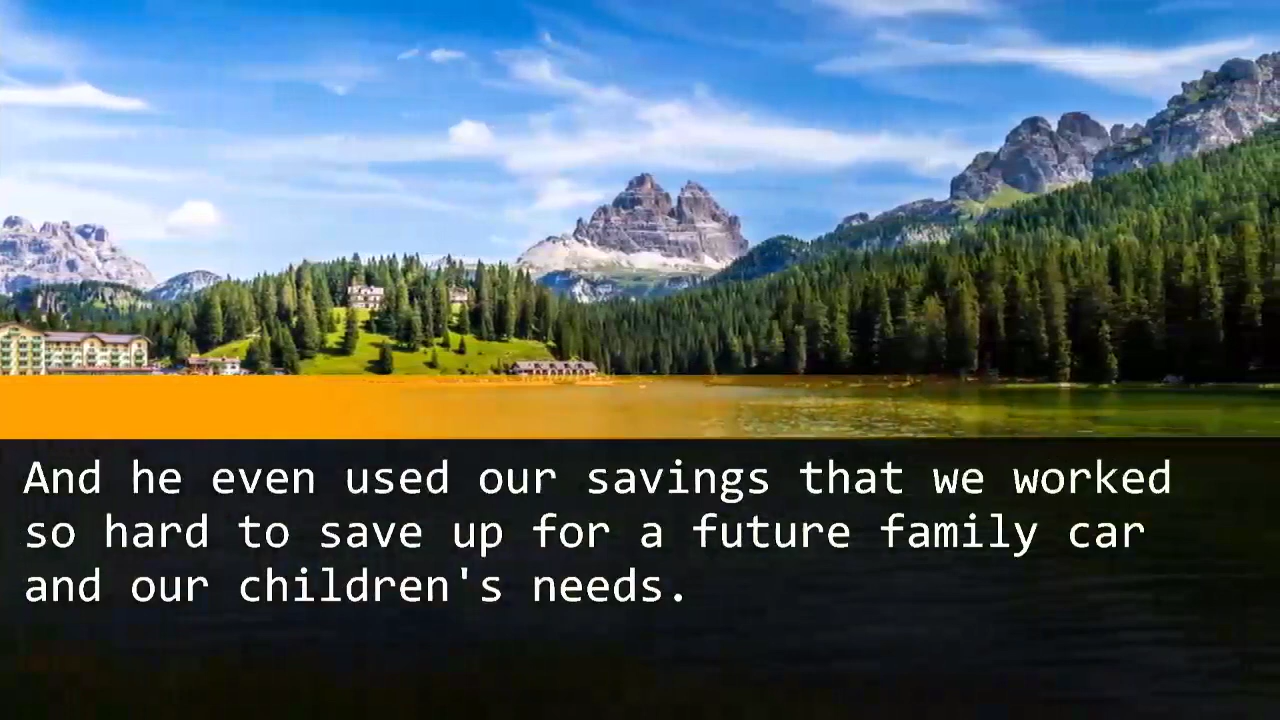 And he even used our savings that we worked
so hard to save up for a future family car
and our children's needs.